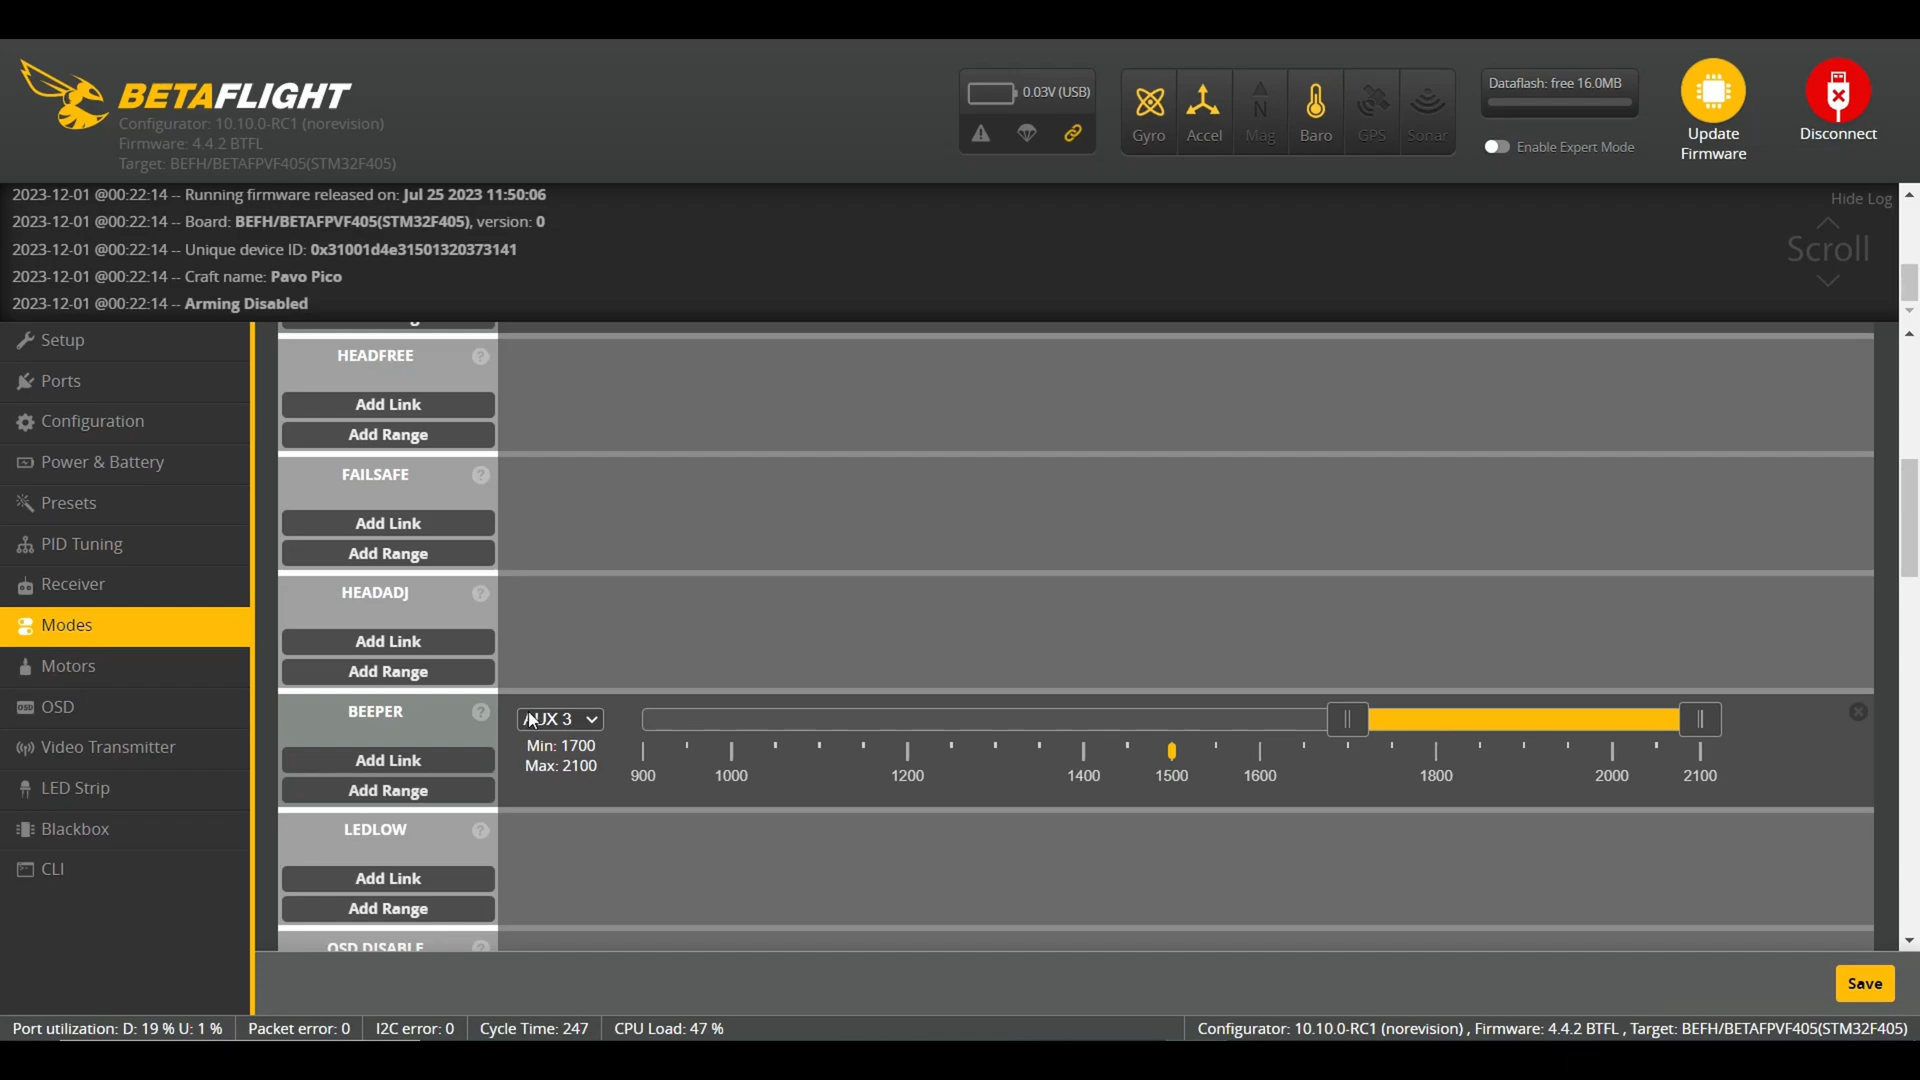 BETAFLIGHT
Configurator: 10.10.0-RC1 (norevision)
Firmware: 4.4.2 BTFL
Target: BEFH/BETAFPVF405(STM32F405)
0.03V (USB)
Gyro
Accel
N
Mag
Baro
GPS
Sonar
Dataflash: free 16.0MB
Enable Expert Mode
Update
Firmware
Disconnect
2023-12-01 @00:22:14 -- Running firmware released on: Jul 25 2023 11:50:06
2023-12-01 @00:22:14 -- Board: BEFH/BETAFPVF405(STM32F405), version: 0
2023-12-01 @00:22:14 -- Unique device ID: 0x31001d4e31501320373141
2023-12-01 @00:22:14 -- Craft name: Pavo Pico
2023-12-01 @00:22:14 -- Arming Disabled
Hide Log
Scroll
Setup
Ports
Configuration
Power & Battery
Presets
PID Tuning
Receiver
Modes
Motors
OSD
Video Transmitter
LED Strip
Blackbox
CLI
HEADFREE
Add Link
Add Range
FAILSAFE
Add Link
Add Range
HEADADJ
Add Link
Add Range
BEEPER
Add Link
Add Range
AUX 3
Min: 1700
Max: 2100
900 1000 1200 1400 1500 1600 1800 2000 2100
LEDLOW
Add Link
Add Range
OSD DISABLE
Save
Port utilization: D: 19 % U: 1 %
Packet error: 0
I2C error: 0
Cycle Time: 247
CPU Load: 47 %
Configurator: 10.10.0-RC1 (norevision) , Firmware: 4.4.2 BTFL , Target: BEFH/BETAFPVF405(STM32F405)